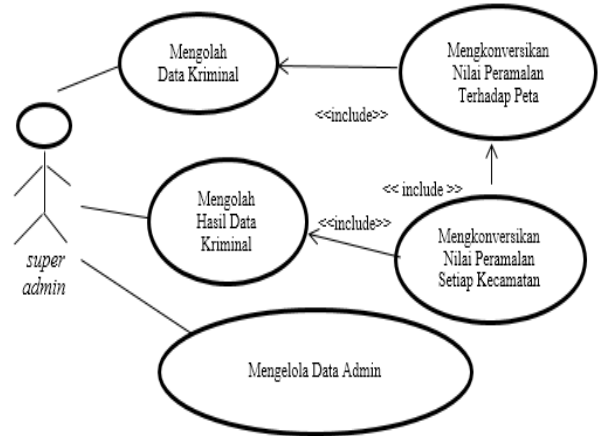 Mengolah
Data Kriminal
Mengkonversikan
Nilai Peramalan
Terhadap Peta
<<include>>
<< include >>
Mengolah
Hasil Data
Kriminal
<<include>>
Mengkonversikan
Nilai Peramalan
Setiap Kecamatan
super
admin
Mengelola Data Admin